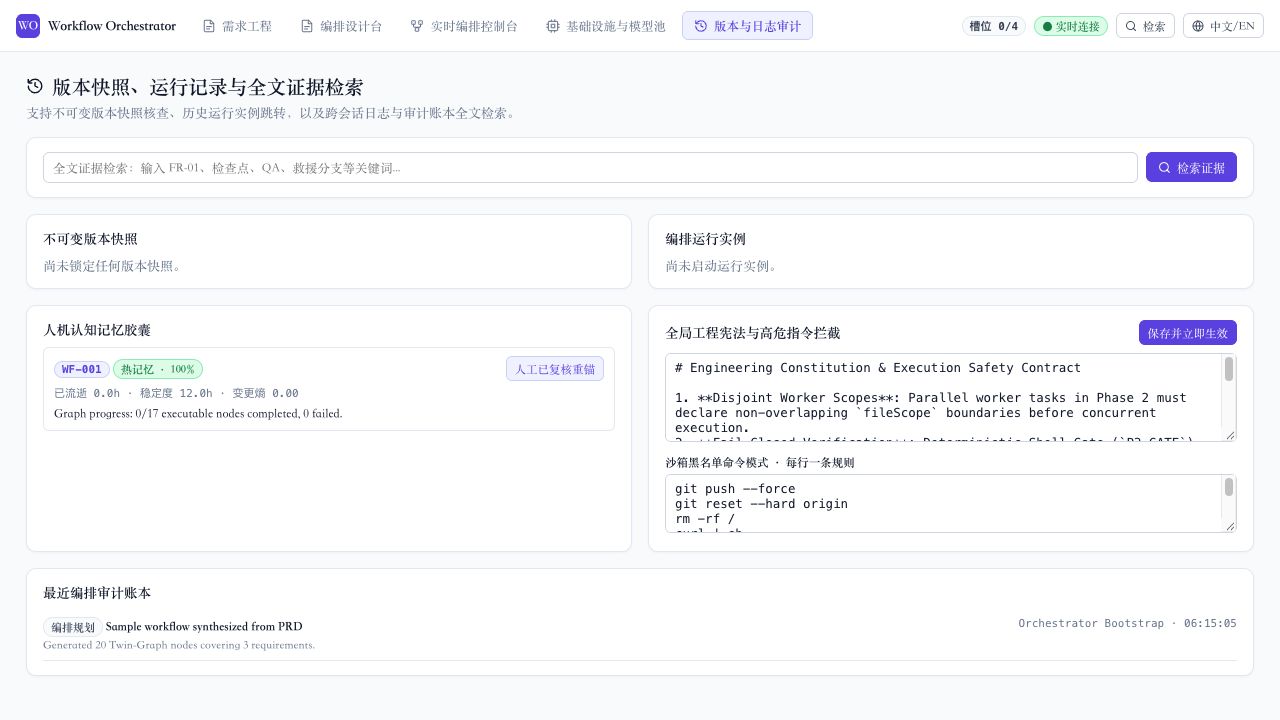 WO Workflow Orchestrator 需求工程 编排设计台 实时编排控制台 基础设施与模型池 版本与日志审计 槽位 0/4 实时连接 检索 中文/EN
版本快照、运行记录与全文证据检索
支持不可变版本快照核查、历史运行实例跳转，以及跨会话日志与审计账本全文检索。
全文证据检索：输入 FR-01、检查点、QA、救援分支等关键词... 检索证据
不可变版本快照
尚未锁定任何版本快照。
编排运行实例
尚未启动运行实例。
人机认知记忆胶囊
WF-001 热记忆 · 100% 人工已复核重锚
已流逝 0.0h · 稳定度 12.0h · 变更熵 0.00
Graph progress: 0/17 executable nodes completed, 0 failed.
全局工程宪法与高危指令拦截 保存并立即生效
# Engineering Constitution & Execution Safety Contract
1. **Disjoint Worker Scopes**: Parallel worker tasks in Phase 2 must
declare non-overlapping `fileScope` boundaries before concurrent
execution.
2. **Fail Closed Verification**: Deterministic Shell Gate (`P2_GATE`)
沙箱黑名单命令模式 · 每行一条规则
git push --force
git reset --hard origin
rm -rf /
curl | sh
最近编排审计账本
编排规划 Sample workflow synthesized from PRD Orchestrator Bootstrap · 06:15:05
Generated 20 Twin-Graph nodes covering 3 requirements.